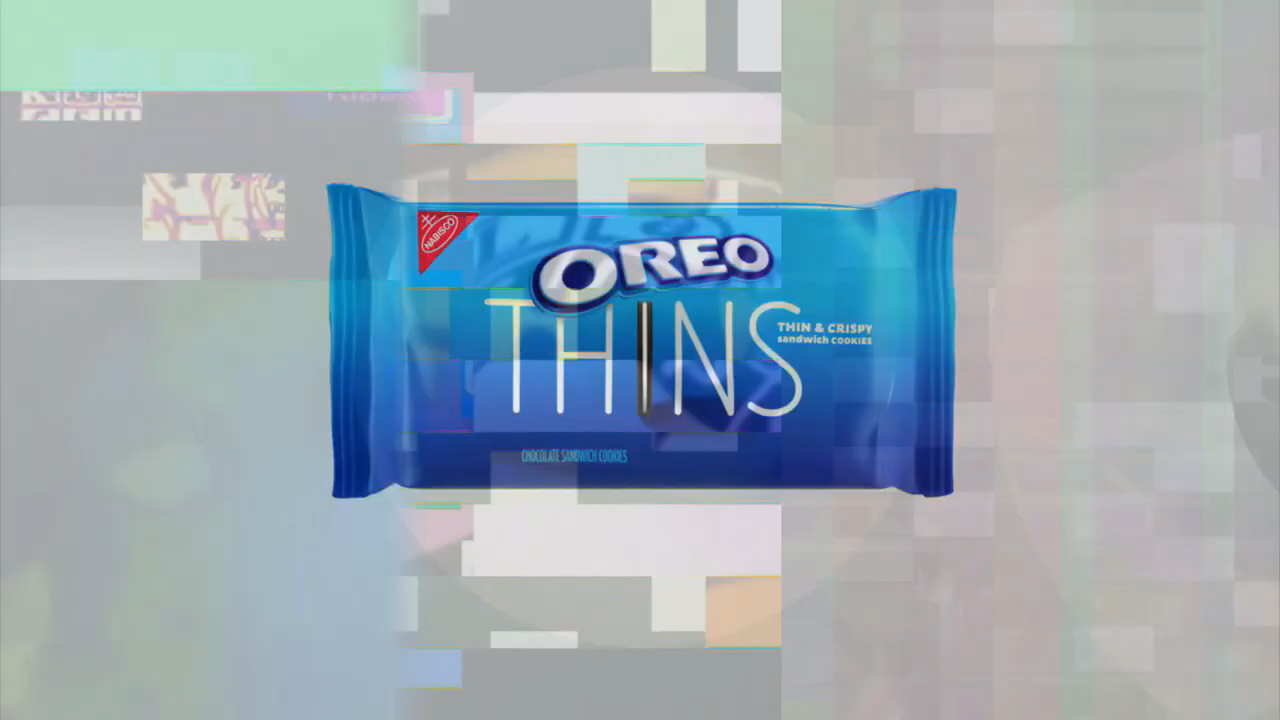 NABISCO
OREO
THINS
THIN & CRISPY
sandwich COOKIES
CHOCOLATE SANDWICH COOKIES